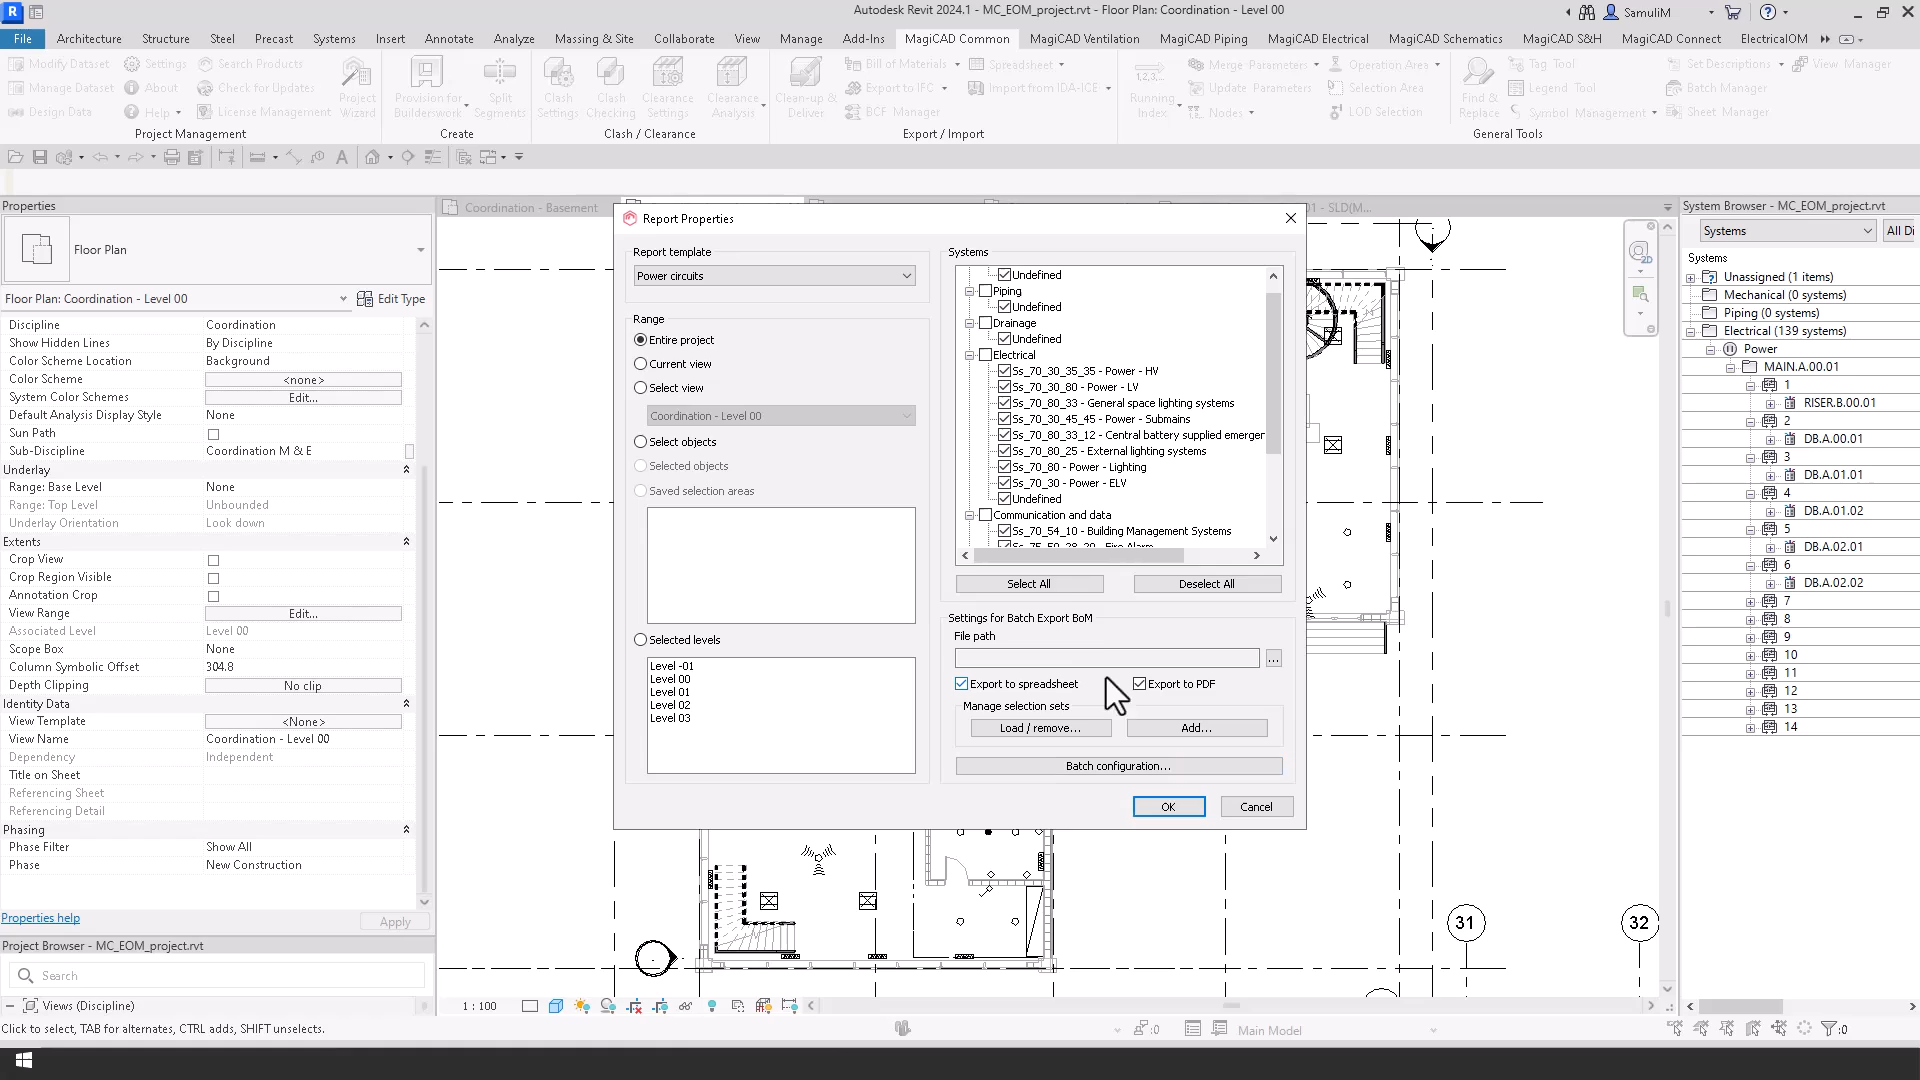 Autodesk Revit 2024.1 - MC_EOM_project.rvt - Floor Plan: Coordination - Level 00
SamuliM
File Architecture Structure Steel Precast Systems Insert Annotate Analyze Massing & Site Collaborate View Manage Add-Ins MagiCAD Common MagiCAD Ventilation MagiCAD Piping MagiCAD Electrical MagiCAD Schematics MagiCAD S&H MagiCAD Connect ElectricalOM
Modify Dataset
Manage Dataset
Design Data
Settings
About
Help
Search Products
Check for Updates
License Management
Project Wizard
Project Management
Provision for Builderswork
Split Segments
Create
Clash Settings
Clash Checking
Clearance Settings
Clearance Analysis
Clash / Clearance
Clean-up & Deliver
Bill of Materials
Export to IFC
BCF Manager
Spreadsheet
Import from IDA-ICE
Export / Import
1,2,3,..
Running Index
Merge Parameters
Update Parameters
Nodes
Operation Area
Selection Area
LOD Selection
Find & Replace
Tag Tool
Legend Tool
Symbol Management
Set Descriptions
Batch Manager
Sheet Manager
View Manager
General Tools
Properties
Floor Plan
Floor Plan: Coordination - Level 00
Edit Type
Discipline Coordination
Show Hidden Lines By Discipline
Color Scheme Location Background
Color Scheme <none>
System Color Schemes Edit...
Default Analysis Display Style None
Sun Path
Sub-Discipline Coordination M & E
Underlay
Range: Base Level None
Range: Top Level Unbounded
Underlay Orientation Look down
Extents
Crop View
Crop Region Visible
Annotation Crop
View Range Edit...
Associated Level Level 00
Scope Box None
Column Symbolic Offset 304.8
Depth Clipping No clip
Identity Data
View Template <None>
View Name Coordination - Level 00
Dependency Independent
Title on Sheet
Referencing Sheet
Referencing Detail
Phasing
Phase Filter Show All
Phase New Construction
Properties help
Apply
Project Browser - MC_EOM_project.rvt
Search
Views (Discipline)
Coordination - Basement
01 - SLD(M...
Report Properties
Report template
Power circuits
Range
Entire project
Current view
Select view
Coordination - Level 00
Select objects
Selected objects
Saved selection areas
Selected levels
Level -01
Level 00
Level 01
Level 02
Level 03
Systems
Undefined
Piping
Undefined
Drainage
Undefined
Electrical
Ss_70_30_35_35 - Power - HV
Ss_70_30_80 - Power - LV
Ss_70_80_33 - General space lighting systems
Ss_70_30_45_45 - Power - Submains
Ss_70_80_33_12 - Central battery supplied emerger
Ss_70_80_25 - External lighting systems
Ss_70_80 - Power - Lighting
Ss_70_30 - Power - ELV
Undefined
Communication and data
Ss_70_54_10 - Building Management Systems
Ss_75_50_28_29 - Fire Alarm
Select All
Deselect All
Settings for Batch Export BoM
File path
...
Export to spreadsheet
Export to PDF
Manage selection sets
Load / remove...
Add...
Batch configuration...
OK
Cancel
2D
31
32
1 : 100
System Browser - MC_EOM_project.rvt
Systems
All Di
Systems
Unassigned (1 items)
Mechanical (0 systems)
Piping (0 systems)
Electrical (139 systems)
Power
MAIN.A.00.01
1
RISER.B.00.01
2
DB.A.00.01
3
DB.A.01.01
4
DB.A.01.02
5
DB.A.02.01
6
DB.A.02.02
7
8
9
10
11
12
13
14
Click to select, TAB for alternates, CTRL adds, SHIFT unselects.
:0
Main Model
:0